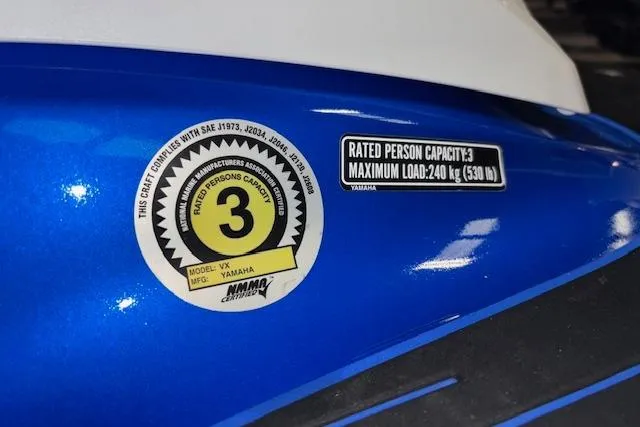 THIS CRAFT COMPLIES WITH SAE J1973, J2034, J2046, J2120, J2608
NATIONAL MARINE MANUFACTURERS ASSOCIATION CERTIFIED
RATED PERSONS CAPACITY
3
MODEL: VX
MFG: YAMAHA
NMMA
CERTIFIED
RATED PERSON CAPACITY:3
MAXIMUM LOAD:240 kg (530 lb)
YAMAHA